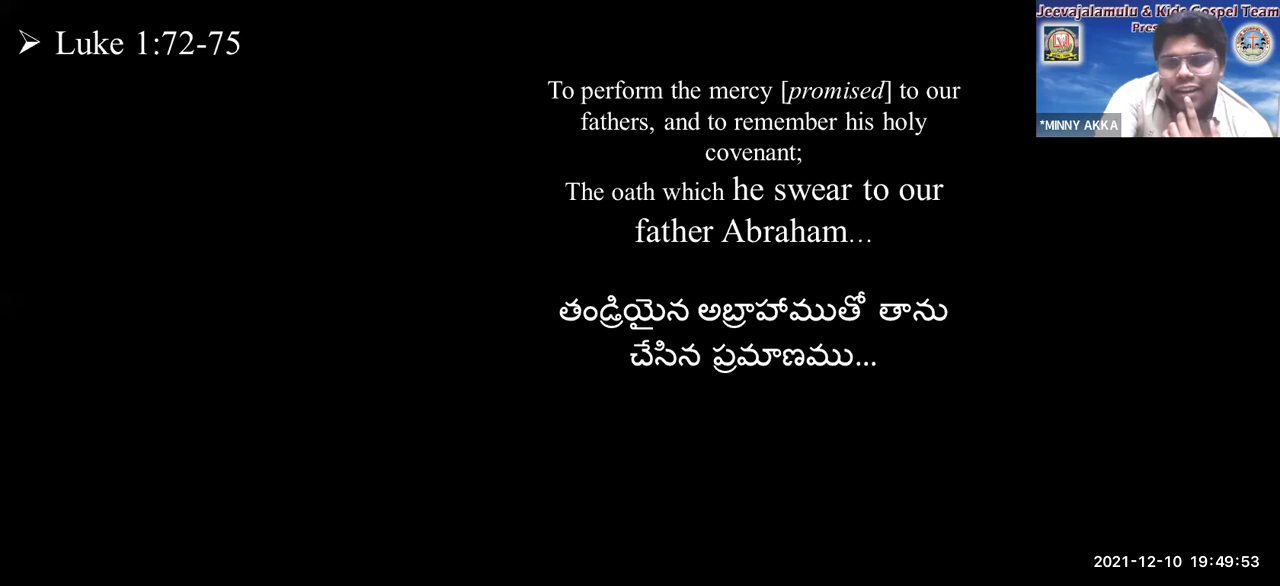 ➢ Luke 1:72-75
To perform the mercy [promised] to our
fathers, and to remember his holy
covenant;
The oath which he swear to our
father Abraham...
తండ్రియైన అబ్రాహాముతో తాను
చేసిన ప్రమాణము...
Jeevajalamulu & Kids Gospel Team
*MINNY AKKA
2021-12-10 19:49:53